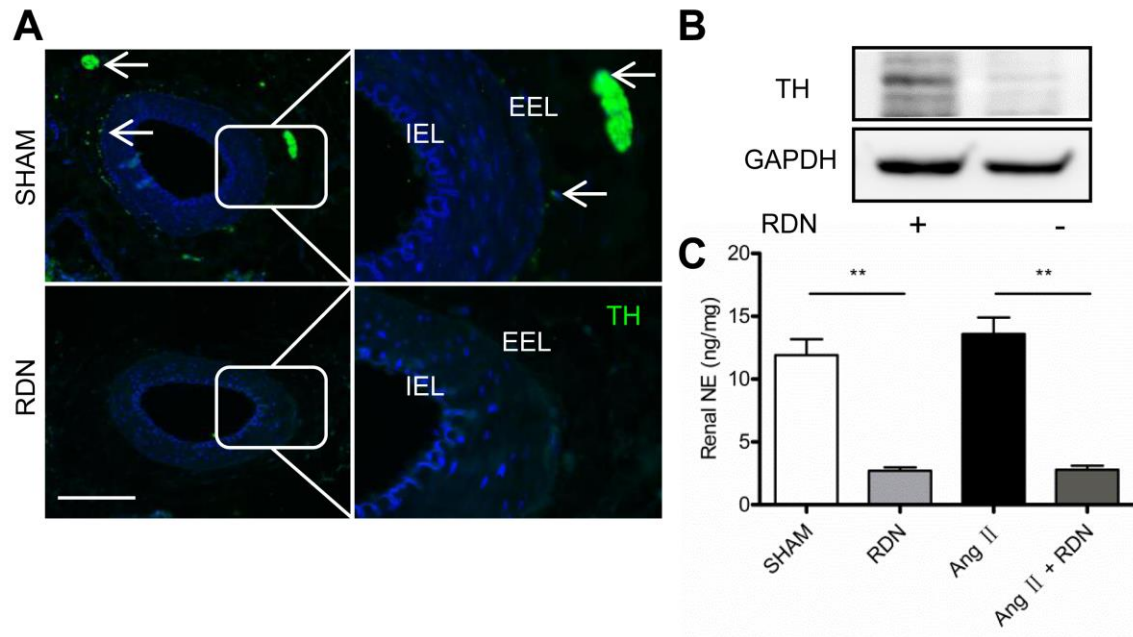 A
SHAM
IEL
EEL
RDN
IEL
EEL
TH
B
TH
GAPDH
RDN + -
C
Renal NE (ng/mg)
20
15
10
5
0
**
**
SHAM
RDN
Ang II
Ang II + RDN